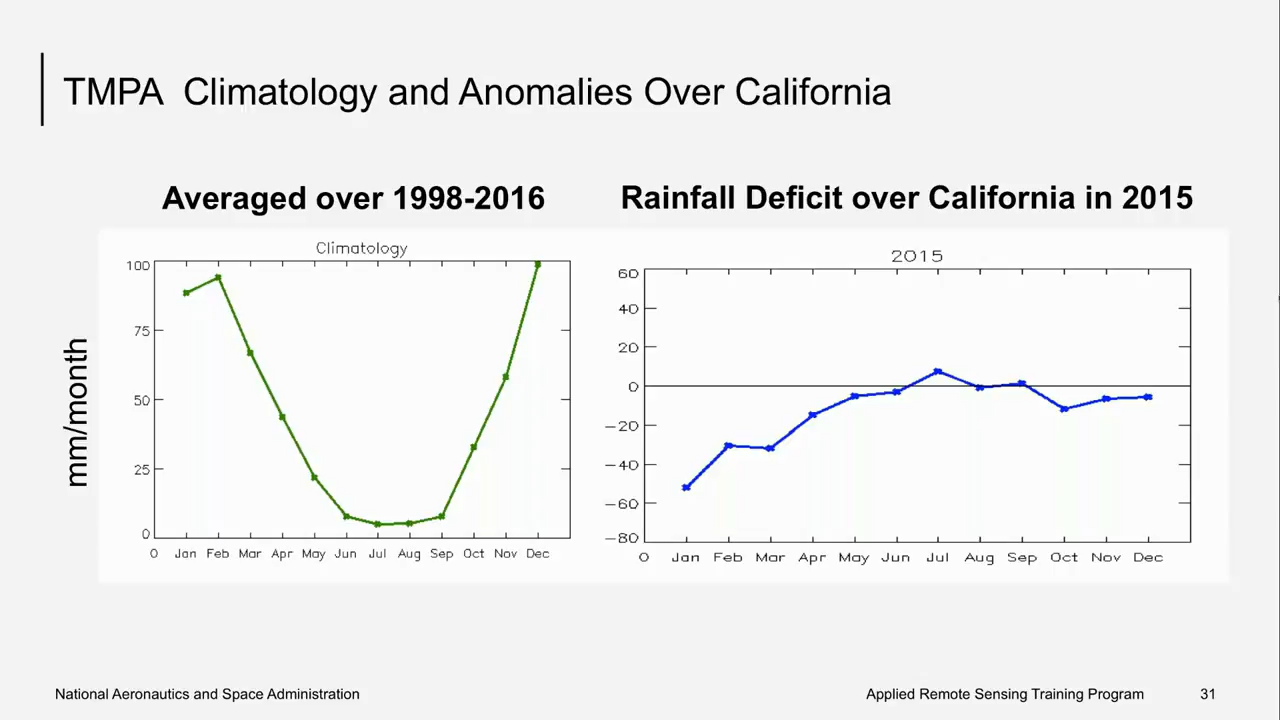 TMPA  Climatology and Anomalies Over California
Averaged over 1998-2016
Rainfall Deficit over California in 2015
mm/month
Climatology
100
75
50
25
0
0 Jan Feb Mar Apr May Jun Jul Aug Sep Oct Nov Dec
2015
60
40
20
0
−20
−40
−60
−80
0 Jan Feb Mar Apr May Jun Jul Aug Sep Oct Nov Dec
National Aeronautics and Space Administration
Applied Remote Sensing Training Program
31